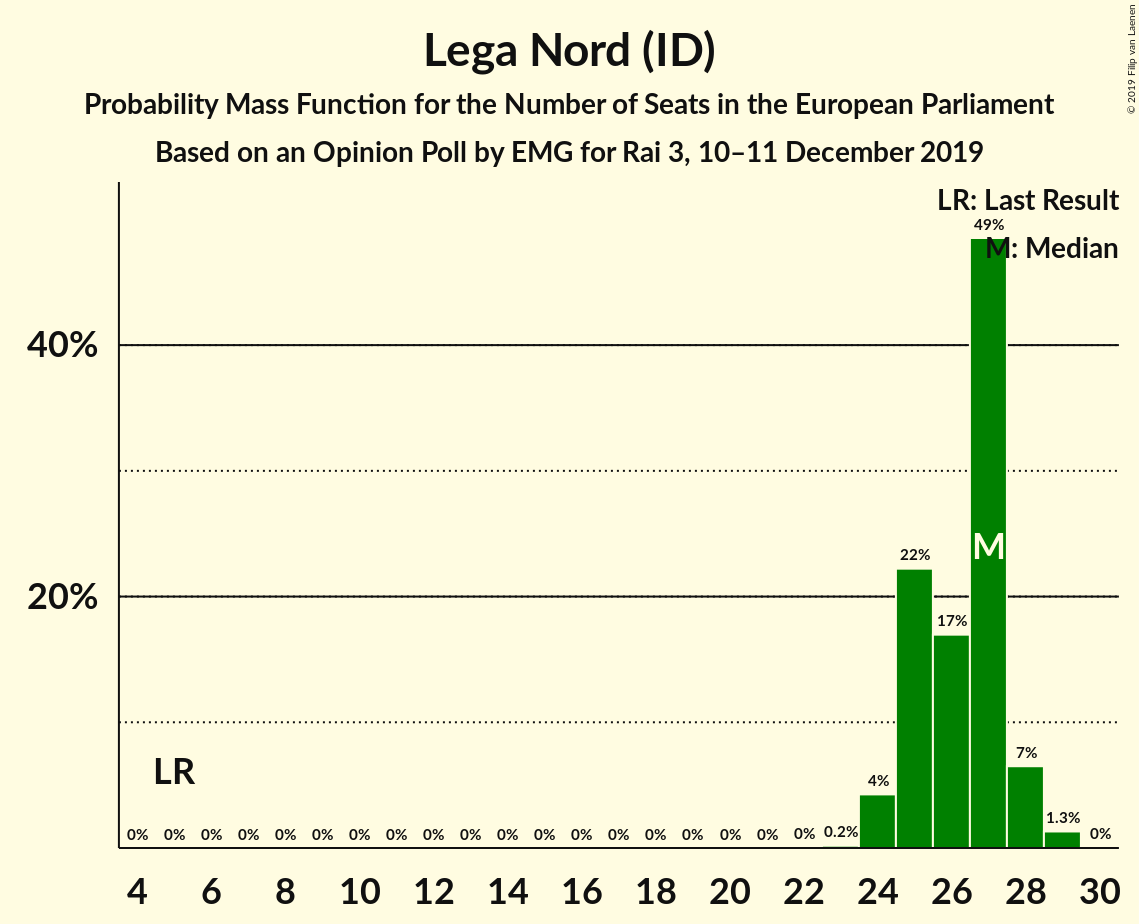 Lega Nord (ID)
Probability Mass Function for the Number of Seats in the European Parliament
Based on an Opinion Poll by EMG for Rai 3, 10–11 December 2019
© 2019 Filip van Laenen
LR: Last Result
M: Median
49%
40%
M
22%
20%
17%
LR
7%
4%
1.3%
0% 0% 0% 0% 0% 0% 0% 0% 0% 0% 0% 0% 0% 0% 0% 0% 0% 0% 0% 0.2% 0%
4 6 8 10 12 14 16 18 20 22 24 26 28 30